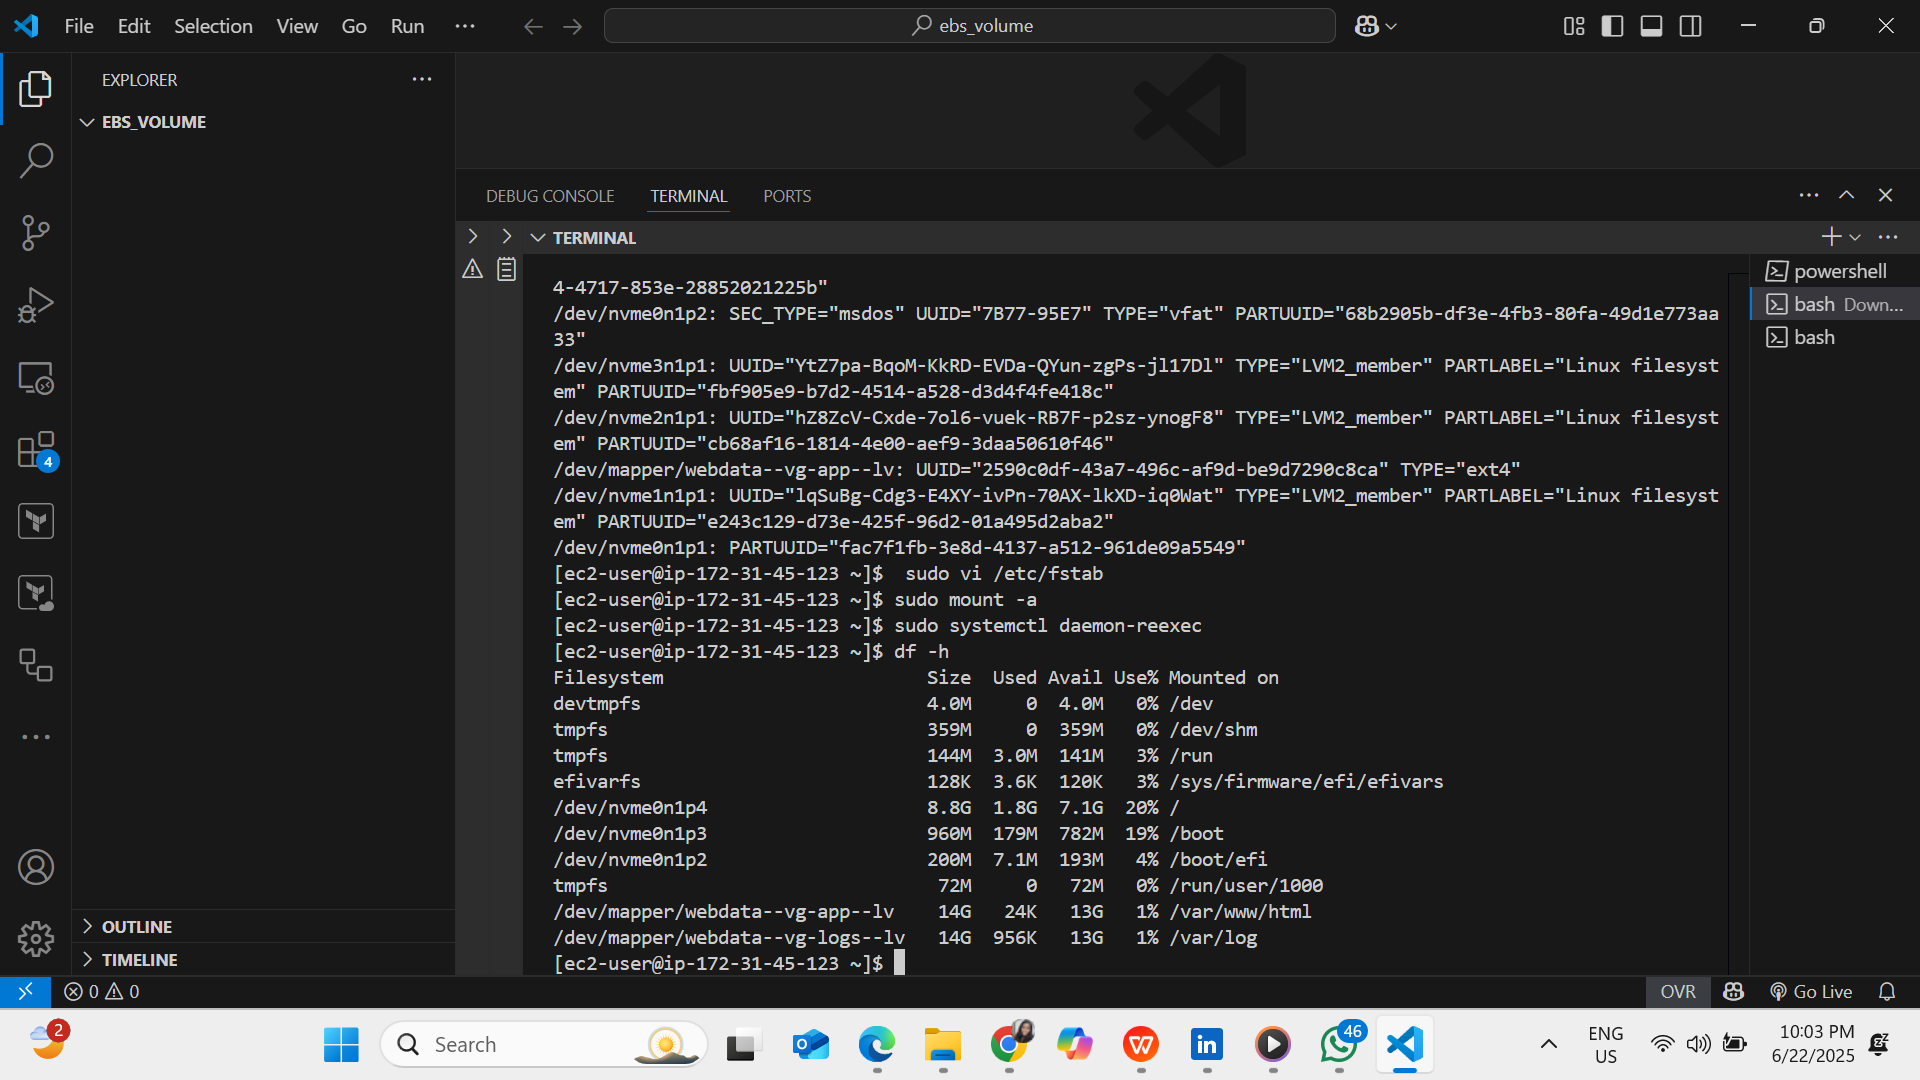 File Edit Selection View Go Run ···
ebs_volume
EXPLORER
EBS_VOLUME
DEBUG CONSOLE TERMINAL PORTS
TERMINAL
powershell
bash Down...
bash
4-4717-853e-28852021225b"
/dev/nvme0n1p2: SEC_TYPE="msdos" UUID="7B77-95E7" TYPE="vfat" PARTUUID="68b2905b-df3e-4fb3-80fa-49d1e773aa
33"
/dev/nvme3n1p1: UUID="YtZ7pa-BqoM-KkRD-EVDa-QYun-zgPs-jl17Dl" TYPE="LVM2_member" PARTLABEL="Linux filesyst
em" PARTUUID="fbf905e9-b7d2-4514-a528-d3d4f4fe418c"
/dev/nvme2n1p1: UUID="hZ8ZcV-Cxde-7ol6-vuek-RB7F-p2sz-ynogF8" TYPE="LVM2_member" PARTLABEL="Linux filesyst
em" PARTUUID="cb68af16-1814-4e00-aef9-3daa50610f46"
/dev/mapper/webdata--vg-app--lv: UUID="2590c0df-43a7-496c-af9d-be9d7290c8ca" TYPE="ext4"
/dev/nvme1n1p1: UUID="lqSuBg-Cdg3-E4XY-ivPn-70AX-lkXD-iq0Wat" TYPE="LVM2_member" PARTLABEL="Linux filesyst
em" PARTUUID="e243c129-d73e-425f-96d2-01a495d2aba2"
/dev/nvme0n1p1: PARTUUID="fac7f1fb-3e8d-4137-a512-961de09a5549"
[ec2-user@ip-172-31-45-123 ~]$  sudo vi /etc/fstab
[ec2-user@ip-172-31-45-123 ~]$ sudo mount -a
[ec2-user@ip-172-31-45-123 ~]$ sudo systemctl daemon-reexec
[ec2-user@ip-172-31-45-123 ~]$ df -h
Filesystem                        Size  Used Avail Use% Mounted on
devtmpfs                          4.0M     0  4.0M   0% /dev
tmpfs                             359M     0  359M   0% /dev/shm
tmpfs                             144M  3.0M  141M   3% /run
efivarfs                          128K  3.6K  120K   3% /sys/firmware/efi/efivars
/dev/nvme0n1p4                    8.8G  1.8G  7.1G  20% /
/dev/nvme0n1p3                    960M  179M  782M  19% /boot
/dev/nvme0n1p2                    200M  7.1M  193M   4% /boot/efi
tmpfs                              72M     0   72M   0% /run/user/1000
/dev/mapper/webdata--vg-app--lv    14G   24K   13G   1% /var/www/html
/dev/mapper/webdata--vg-logs--lv   14G  956K   13G   1% /var/log
[ec2-user@ip-172-31-45-123 ~]$
4
OUTLINE
TIMELINE
0 0
OVR Go Live
2
Search
46
ENG
US
10:03 PM
6/22/2025